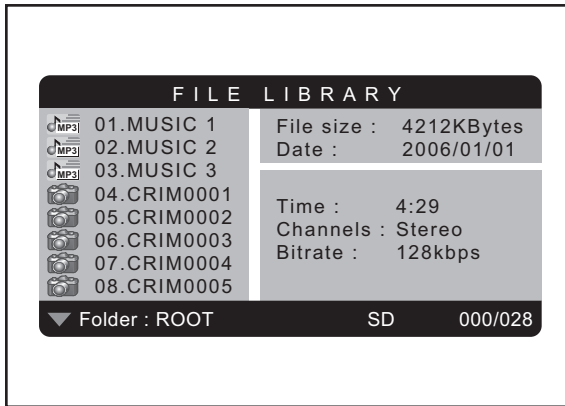 FILE LIBRARY
MP3 01.MUSIC 1
MP3 02.MUSIC 2
MP3 03.MUSIC 3
04.CRIM0001
05.CRIM0002
06.CRIM0003
07.CRIM0004
08.CRIM0005
File size : 4212KBytes
Date : 2006/01/01
Time : 4:29
Channels : Stereo
Bitrate : 128kbps
Folder : ROOT SD 000/028